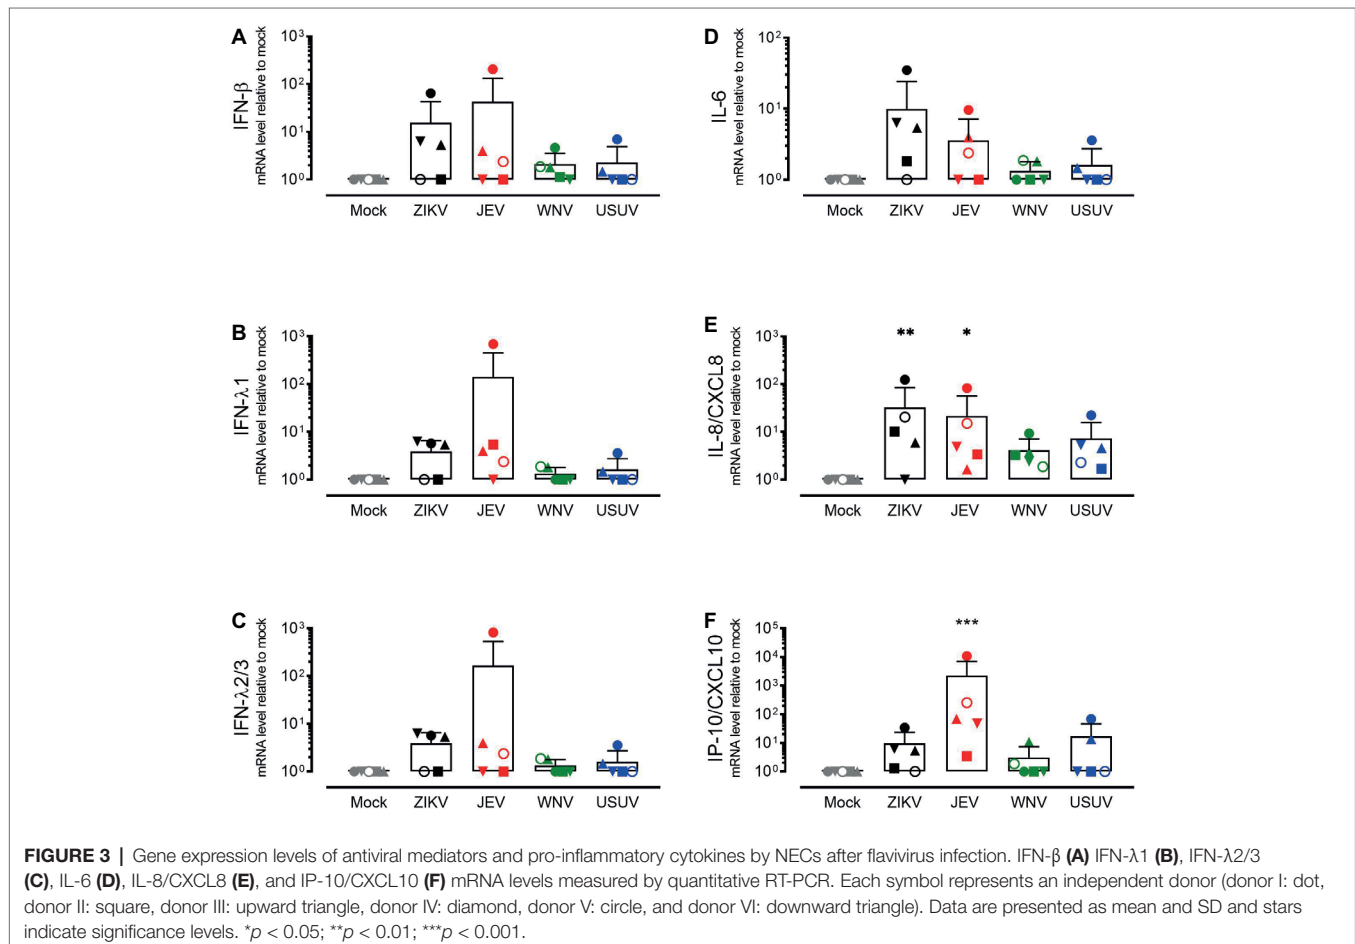 A
IFN-β
mRNA level relative to mock
10³
10²
10¹
10⁰
Mock ZIKV JEV WNV USUV
D
IL-6
mRNA level relative to mock
10²
10¹
10⁰
Mock ZIKV JEV WNV USUV
B
IFN-λ1
mRNA level relative to mock
10³
10²
10¹
10⁰
Mock ZIKV JEV WNV USUV
E
IL-8/CXCL8
mRNA level relative to mock
10³
10²
10¹
10⁰
** *
Mock ZIKV JEV WNV USUV
C
IFN-λ2/3
mRNA level relative to mock
10³
10²
10¹
10⁰
Mock ZIKV JEV WNV USUV
F
IP-10/CXCL10
mRNA level relative to mock
10⁵
10⁴
10³
10²
10¹
10⁰
***
Mock ZIKV JEV WNV USUV
FIGURE 3 | Gene expression levels of antiviral mediators and pro-inflammatory cytokines by NECs after flavivirus infection. IFN-β (A) IFN-λ1 (B), IFN-λ2/3
(C), IL-6 (D), IL-8/CXCL8 (E), and IP-10/CXCL10 (F) mRNA levels measured by quantitative RT-PCR. Each symbol represents an independent donor (donor I: dot,
donor II: square, donor III: upward triangle, donor IV: diamond, donor V: circle, and donor VI: downward triangle). Data are presented as mean and SD and stars
indicate significance levels. *p < 0.05; **p < 0.01; ***p < 0.001.